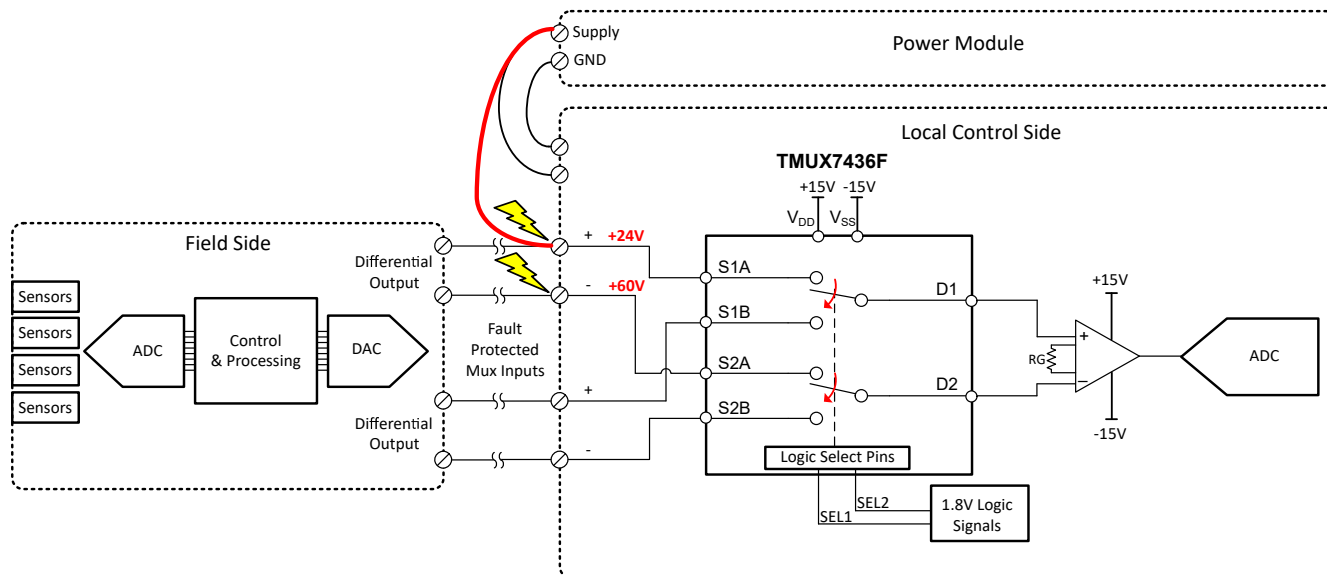 Supply
GND
Power Module
Local Control Side
TMUX7436F
+15V -15V
VDD VSS
Field Side
Differential
Output
+ +24V
- +60V
Sensors
Sensors
Sensors
Sensors
ADC
Control
& Processing
DAC
Fault
Protected
Mux Inputs
Differential
Output
+
-
S1A
S1B
S2A
S2B
D1
D2
Logic Select Pins
SEL2
SEL1
1.8V Logic
Signals
+15V
+
RG
−
-15V
ADC